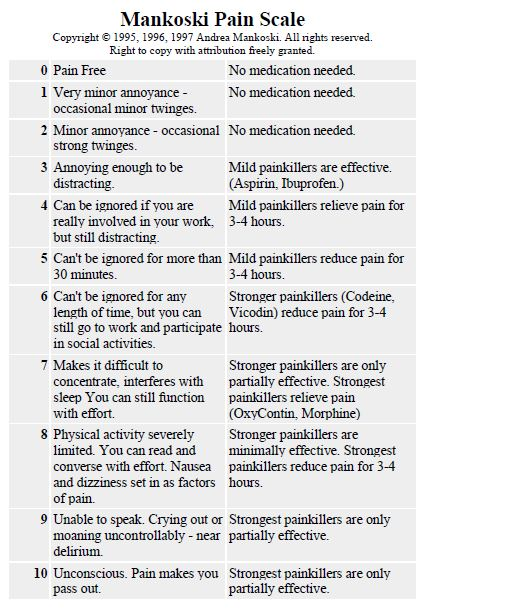 Mankoski Pain Scale
Copyright © 1995, 1996, 1997 Andrea Mankoski. All rights reserved.
Right to copy with attribution freely granted.
0 Pain Free
No medication needed.
1 Very minor annoyance -
occasional minor twinges.
No medication needed.
2 Minor annoyance - occasional
strong twinges.
No medication needed.
3 Annoying enough to be
distracting.
Mild painkillers are effective.
(Aspirin, Ibuprofen.)
4 Can be ignored if you are
really involved in your work,
but still distracting.
Mild painkillers relieve pain for
3-4 hours.
5 Can't be ignored for more than
30 minutes.
Mild painkillers reduce pain for
3-4 hours.
6 Can't be ignored for any
length of time, but you can
still go to work and participate
in social activities.
Stronger painkillers (Codeine,
Vicodin) reduce pain for 3-4
hours.
7 Makes it difficult to
concentrate, interferes with
sleep You can still function
with effort.
Stronger painkillers are only
partially effective. Strongest
painkillers relieve pain
(OxyContin, Morphine)
8 Physical activity severely
limited. You can read and
converse with effort. Nausea
and dizziness set in as factors
of pain.
Stronger painkillers are
minimally effective. Strongest
painkillers reduce pain for 3-4
hours.
9 Unable to speak. Crying out or
moaning uncontrollably - near
delirium.
Strongest painkillers are only
partially effective.
10 Unconscious. Pain makes you
pass out.
Strongest painkillers are only
partially effective.